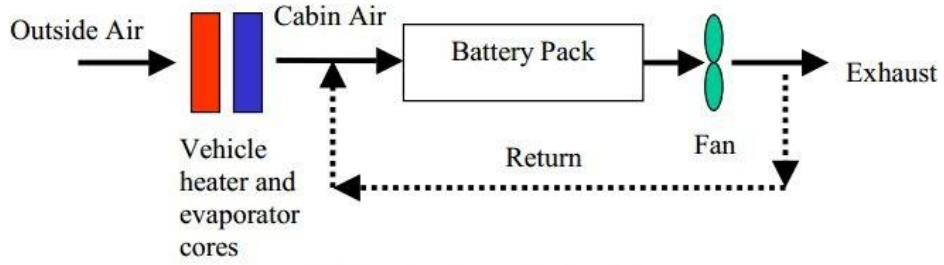 Outside Air
Cabin Air
Battery Pack
Exhaust
Fan
Vehicle
heater and
evaporator
cores
Return